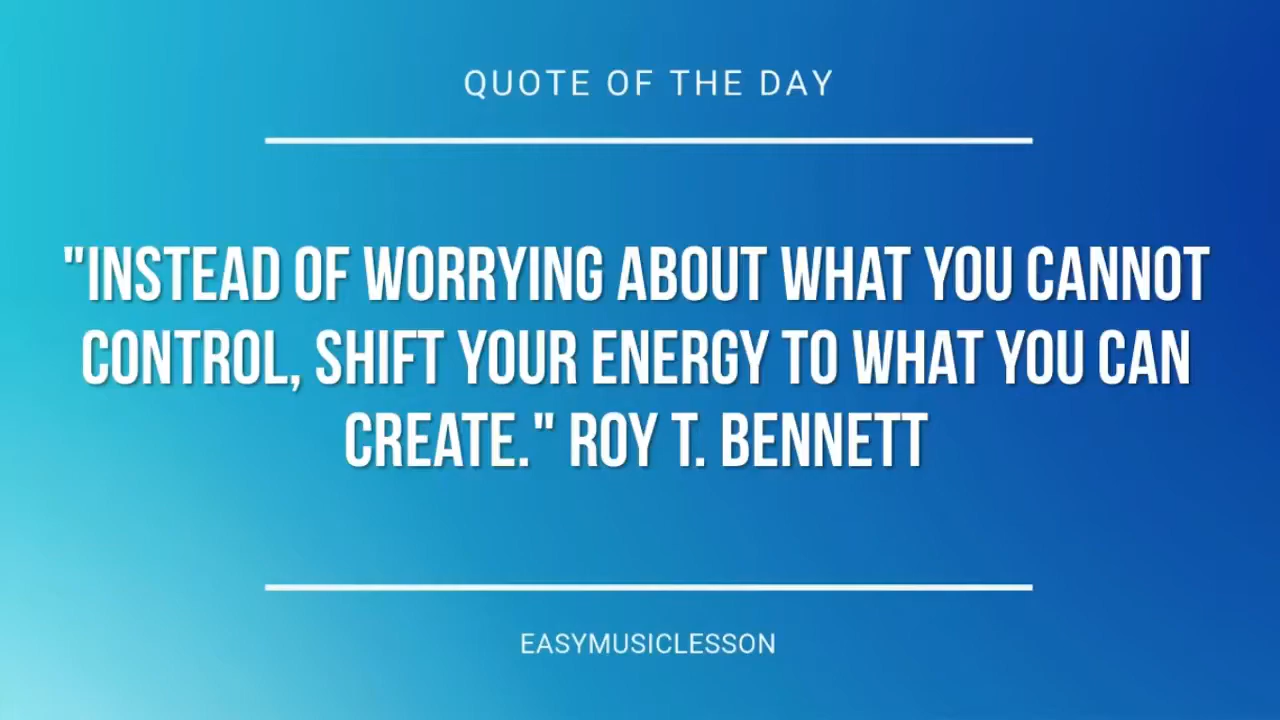 QUOTE OF THE DAY
"INSTEAD OF WORRYING ABOUT WHAT YOU CANNOT
CONTROL, SHIFT YOUR ENERGY TO WHAT YOU CAN
CREATE." ROY T. BENNETT
EASYMUSICLESSON